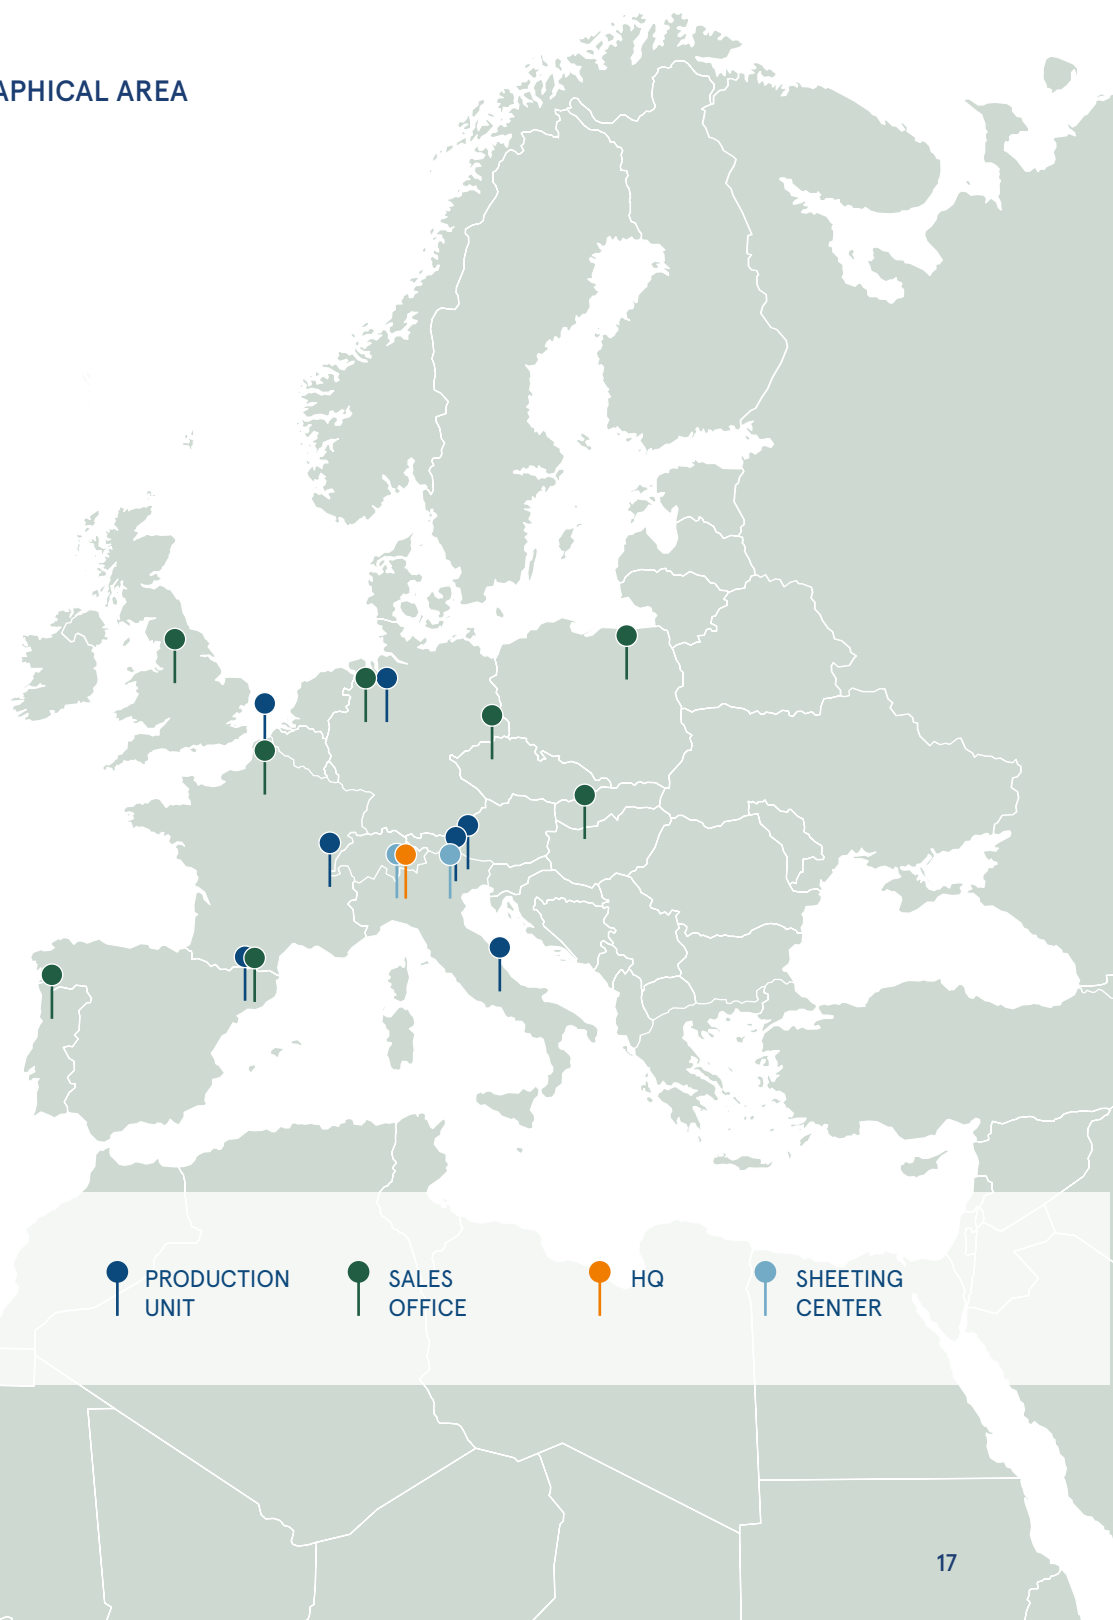 APHICAL AREA
PRODUCTION
UNIT
SALES
OFFICE
HQ
SHEETING
CENTER
17